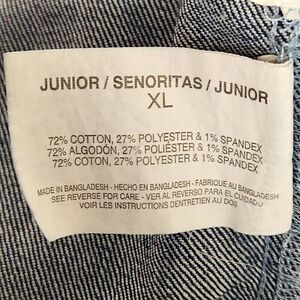 JUNIOR / SENORITAS / JUNIOR
XL
72% COTTON, 27% POLYESTER & 1% SPANDEX
72% ALGODÓN, 27% POLIÉSTER & 1% SPANDEX
72% COTON, 27% POLYESTER & 1% SPANDEX
MADE IN BANGLADESH - HECHO EN BANGLADESH - FABRIQUE AU BANGLADESH
SEE REVERSE FOR CARE - VER AL REVERSO PARA EL CUIDADO
VOIR LES INSTRUCTIONS DENTRETIEN AU DOS